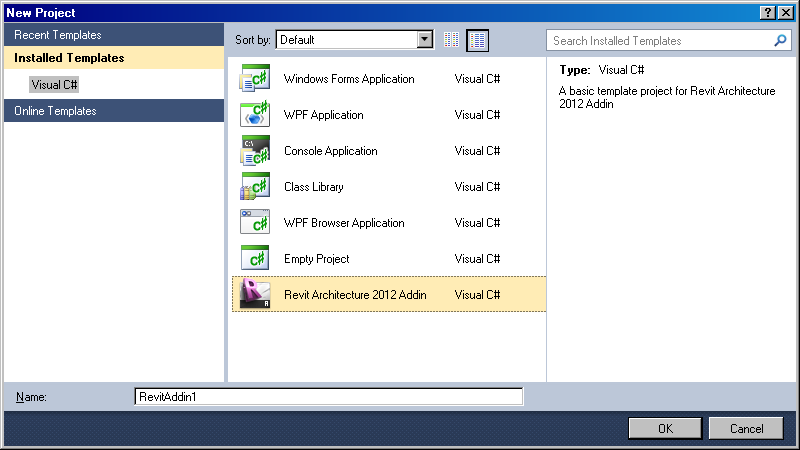 New Project
Recent Templates
Installed Templates
Visual C#
Online Templates
Sort by: Default
Search Installed Templates
Windows Forms Application Visual C#
WPF Application Visual C#
Console Application Visual C#
Class Library Visual C#
WPF Browser Application Visual C#
Empty Project Visual C#
Revit Architecture 2012 Addin Visual C#
Type: Visual C#
A basic template project for Revit Architecture
2012 Addin
Name: RevitAddin1
OK Cancel